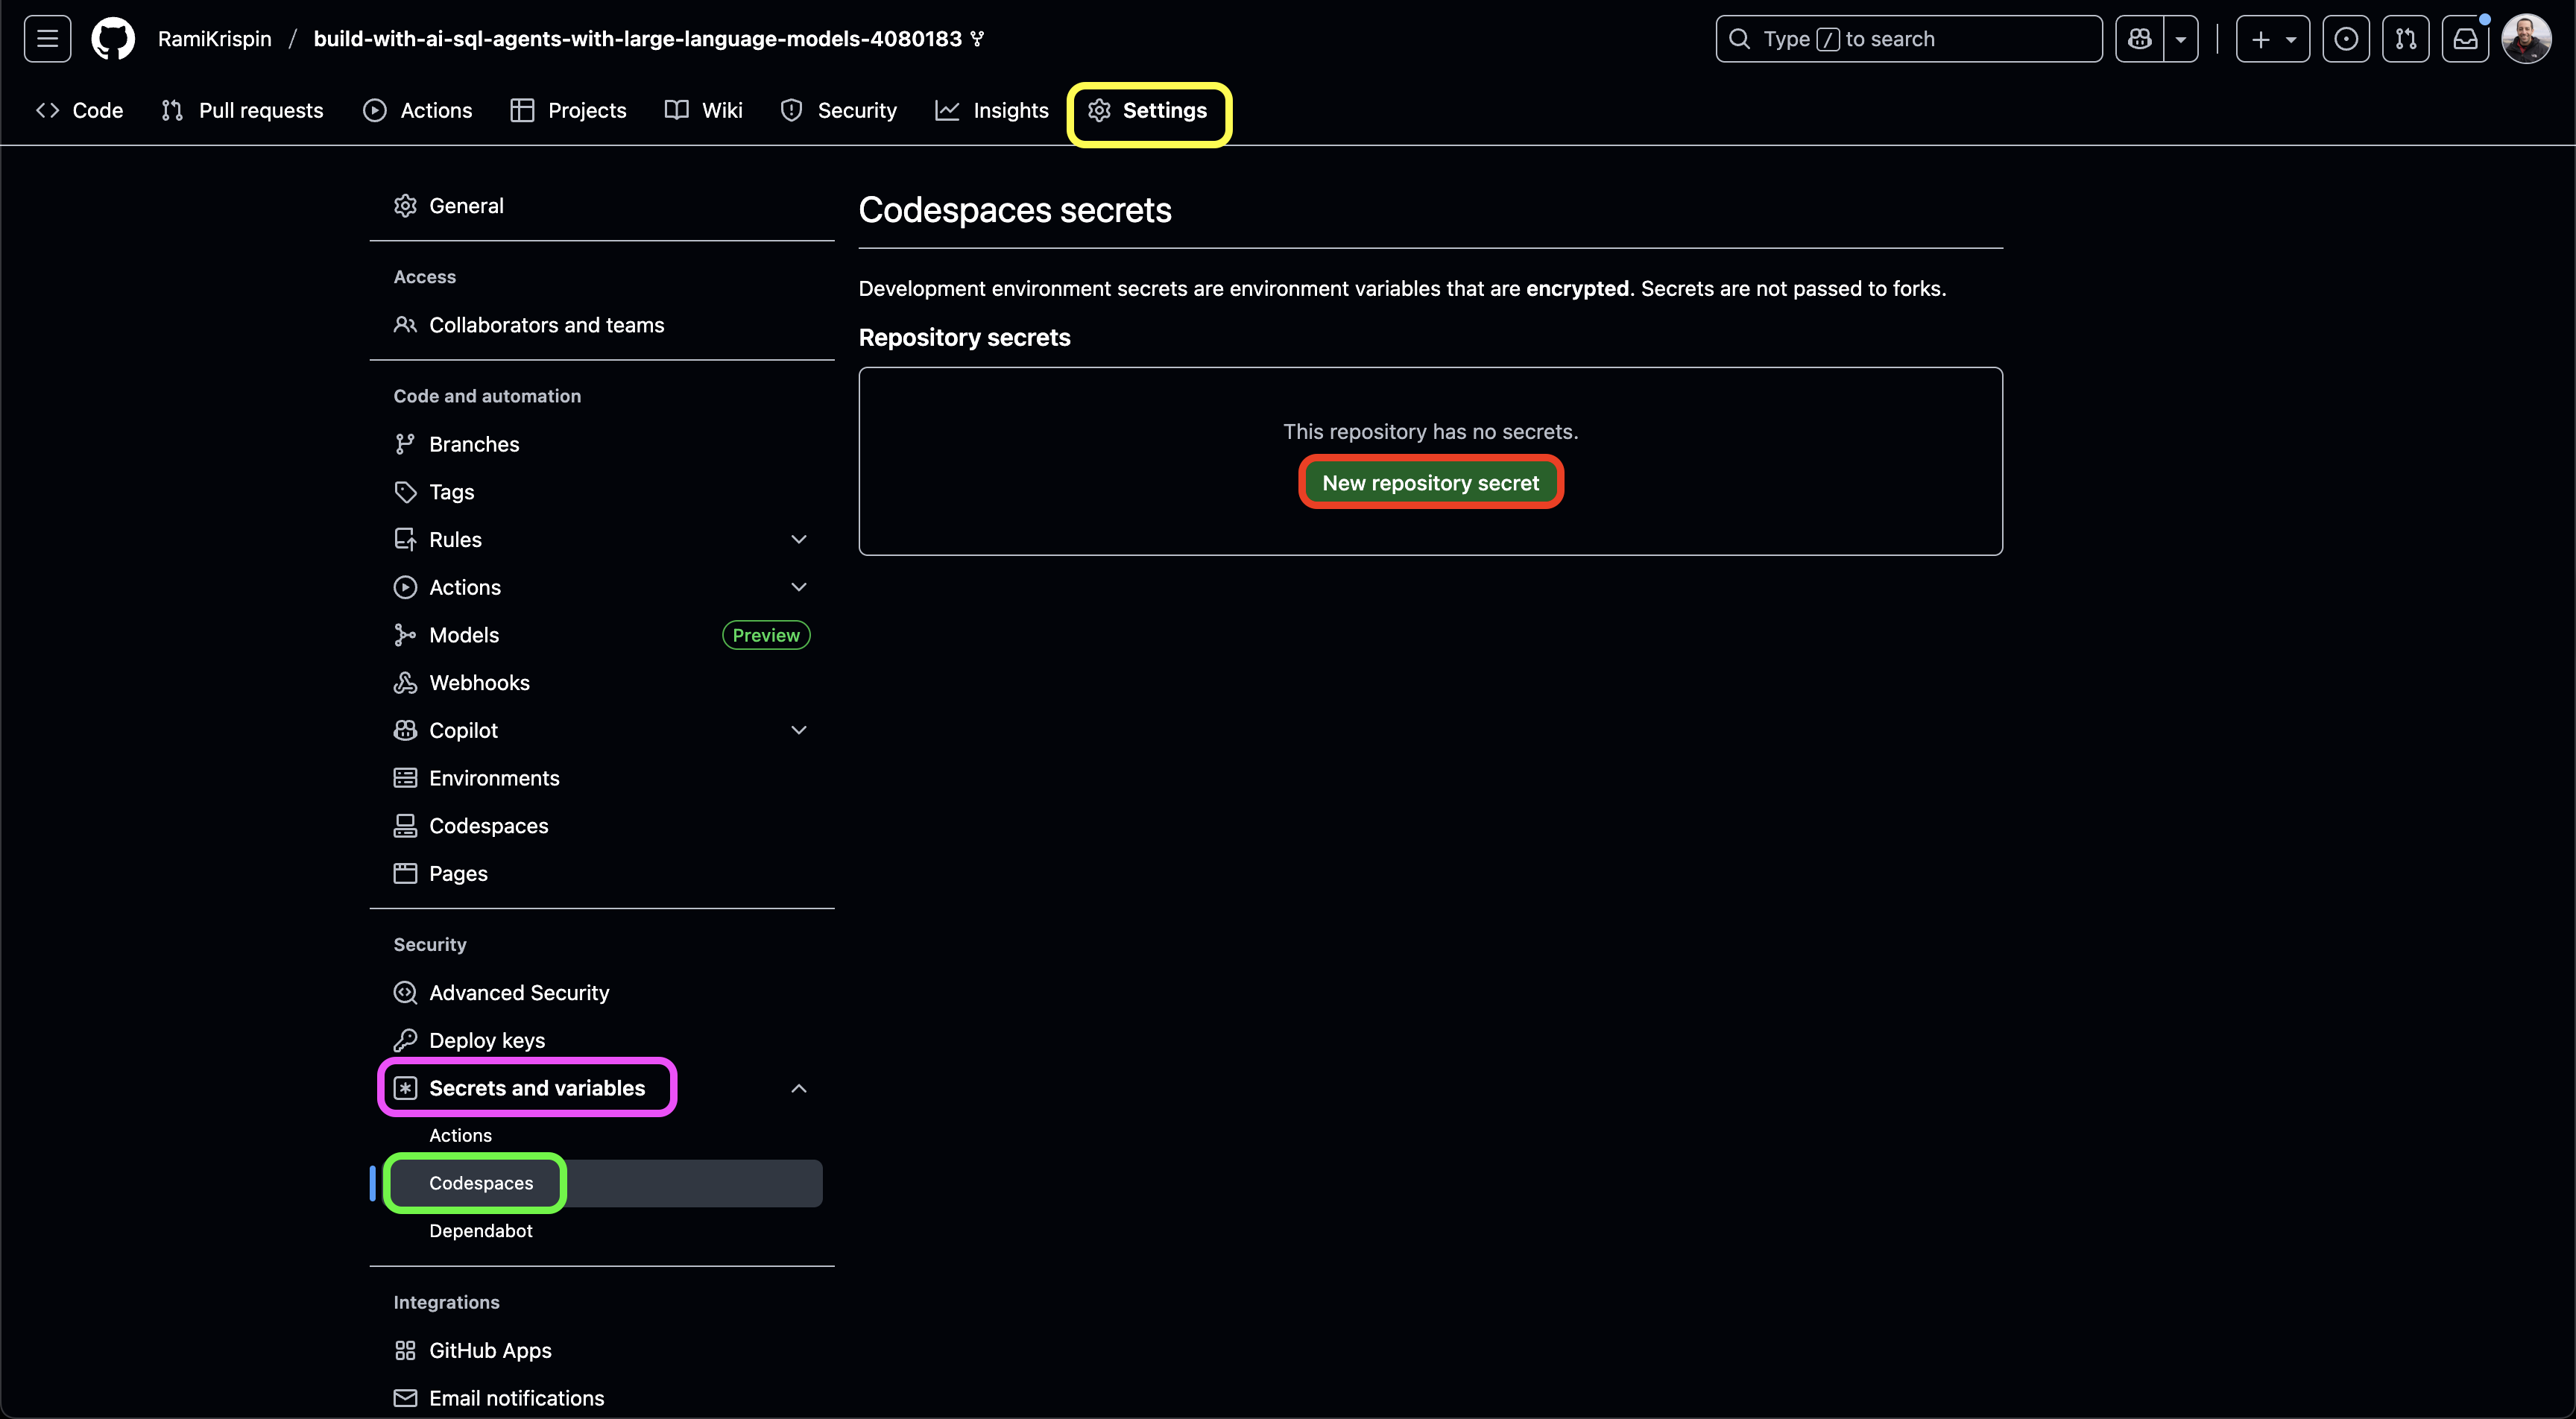 RamiKrispin / build-with-ai-sql-agents-with-large-language-models-4080183
Type / to search
Code Pull requests Actions Projects Wiki Security Insights Settings
General
Access
Collaborators and teams
Code and automation
Branches
Tags
Rules
Actions
Models Preview
Webhooks
Copilot
Environments
Codespaces
Pages
Security
Advanced Security
Deploy keys
Secrets and variables
Actions
Codespaces
Dependabot
Integrations
GitHub Apps
Email notifications
Codespaces secrets
Development environment secrets are environment variables that are encrypted. Secrets are not passed to forks.
Repository secrets
This repository has no secrets.
New repository secret